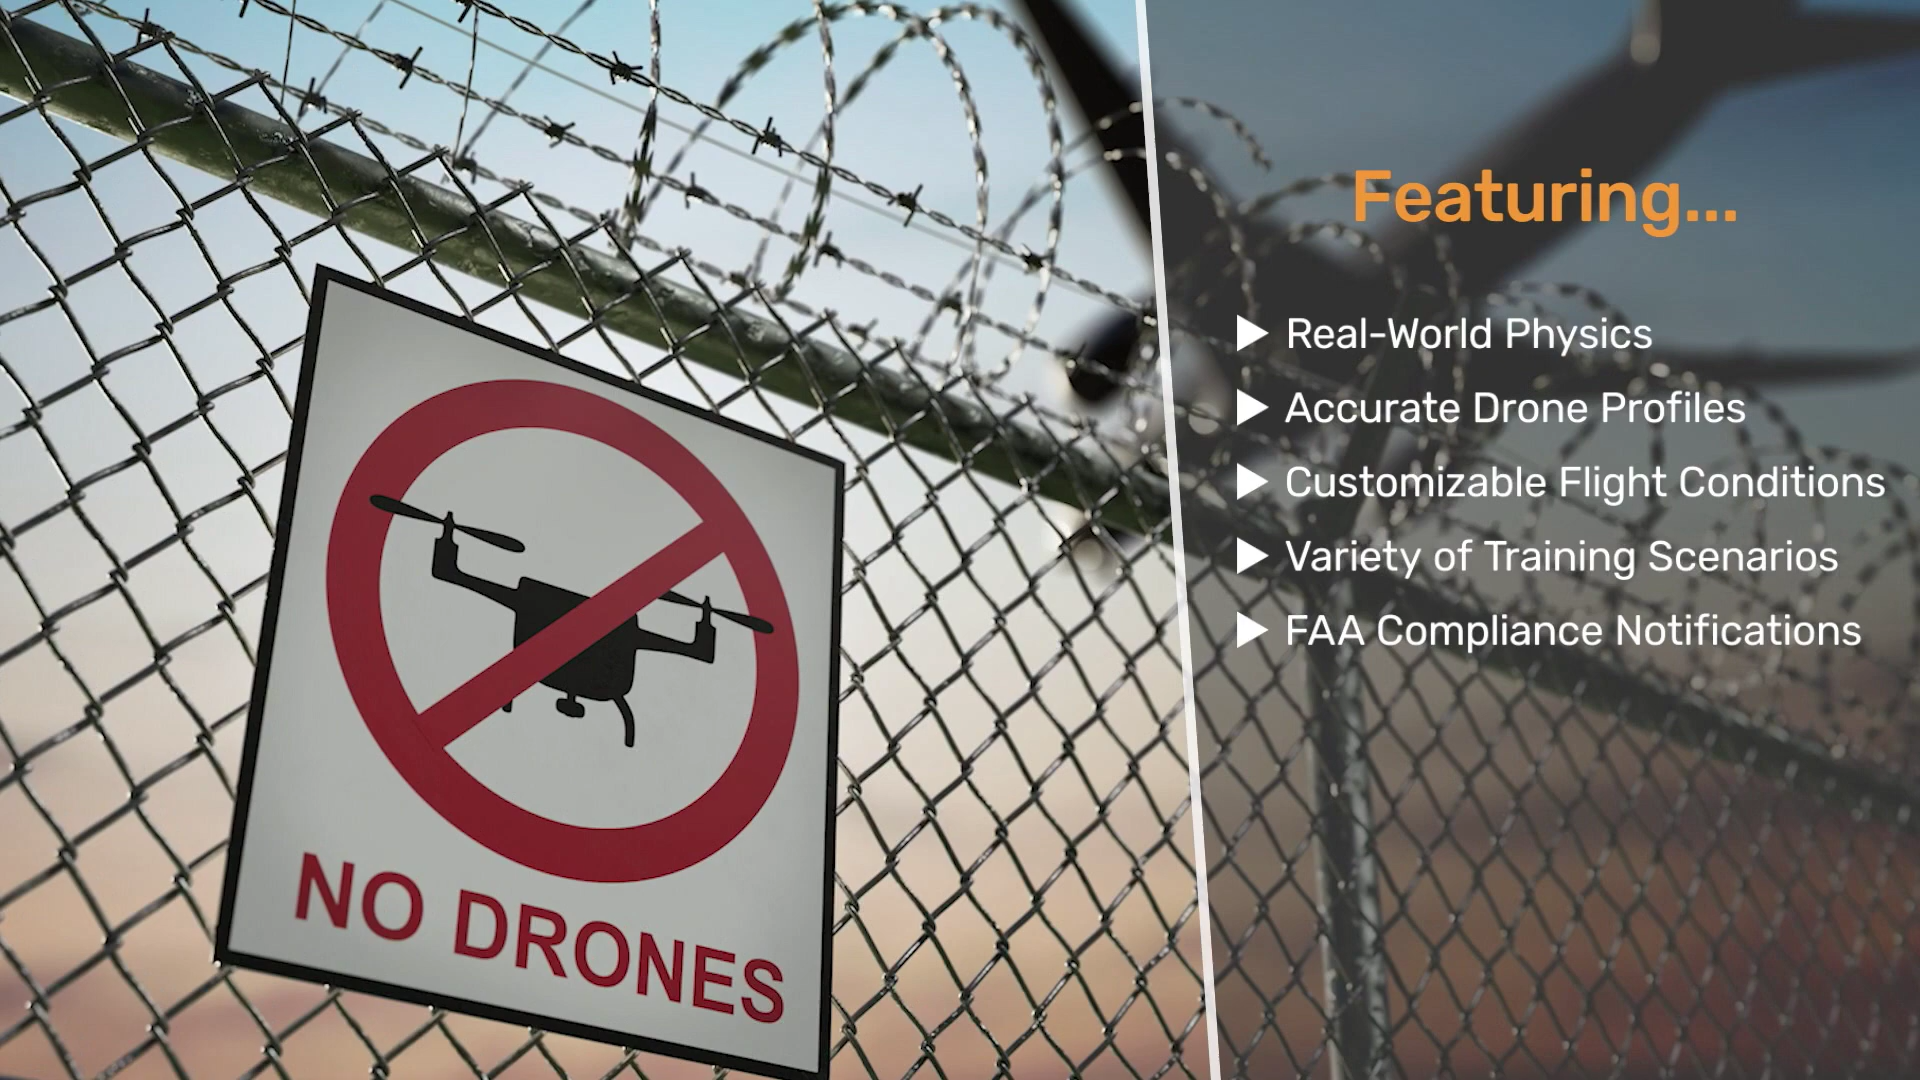 NO DRONES
Featuring...
Real-World Physics
Accurate Drone Profiles
Customizable Flight Conditions
Variety of Training Scenarios
FAA Compliance Notifications